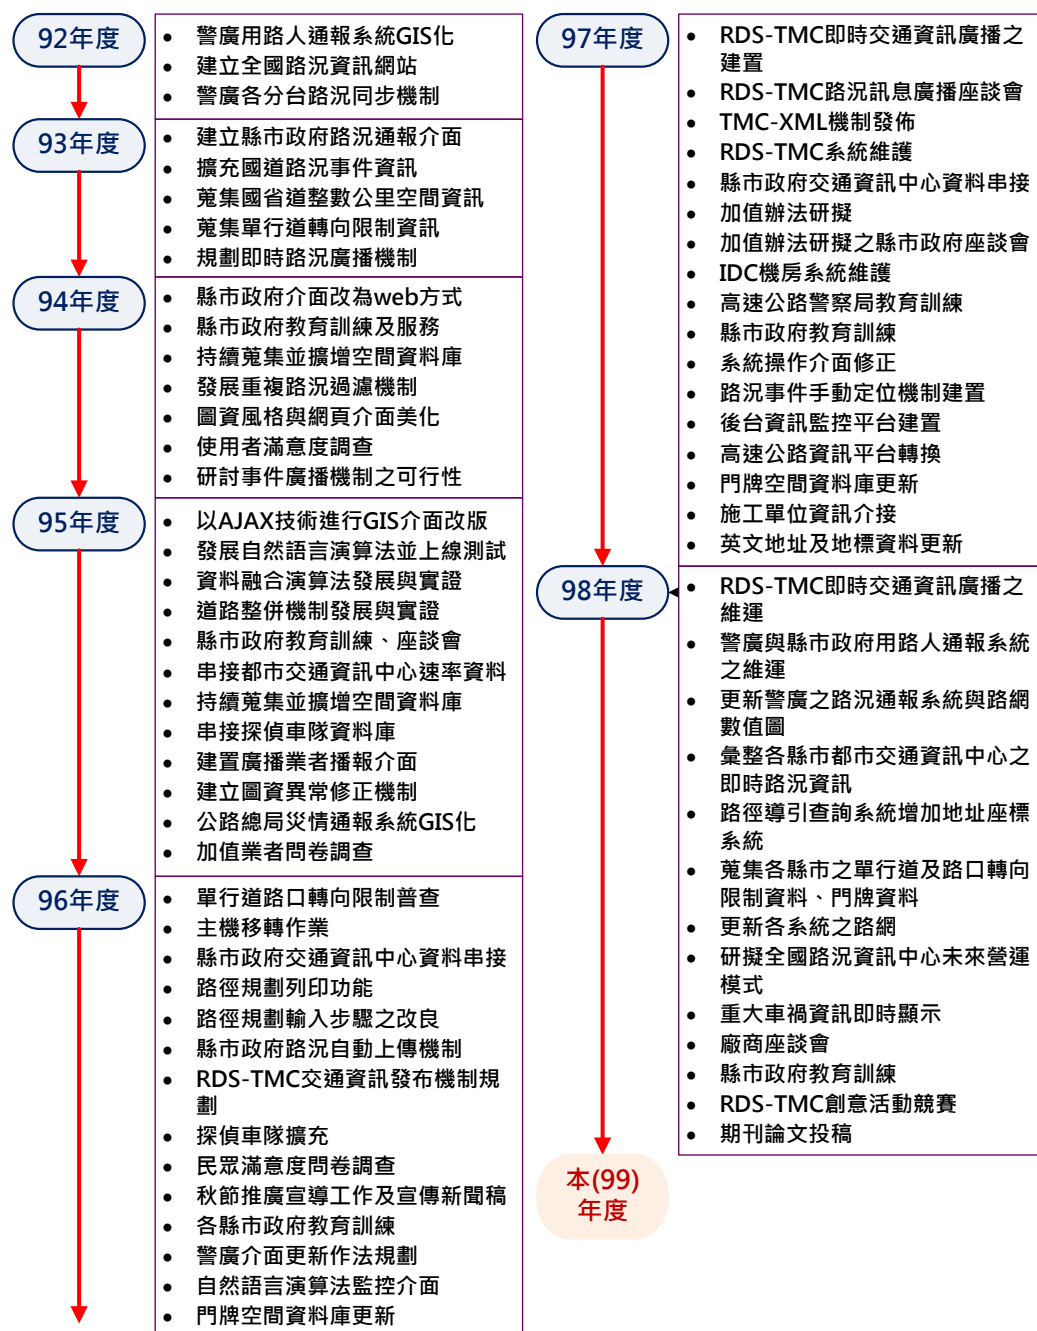 92年度
• 警廣用路人通報系統GIS化
• 建立全國路況資訊網站
• 警廣各分台路況同步機制
93年度
• 建立縣市政府路況通報介面
• 擴充國道路況事件資訊
• 蒐集國省道整數公里空間資訊
• 蒐集單行道轉向限制資訊
• 規劃即時路況廣播機制
94年度
• 縣市政府介面改為web方式
• 縣市政府教育訓練及服務
• 持續蒐集並擴增空間資料庫
• 發展重複路況過濾機制
• 圖資風格與網頁介面美化
• 使用者滿意度調查
• 研討事件廣播機制之可行性
95年度
• 以AJAX技術進行GIS介面改版
• 發展自然語言演算法並上線測試
• 資料融合演算法發展與實證
• 道路整併機制發展與實證
• 縣市政府教育訓練、座談會
• 串接都市交通資訊中心速率資料
• 持續蒐集並擴增空間資料庫
• 串接探偵車隊資料庫
• 建置廣播業者播報介面
• 建立圖資異常修正機制
• 公路總局災情通報系統GIS化
• 加值業者問卷調查
96年度
• 單行道路口轉向限制普查
• 主機移轉作業
• 縣市政府交通資訊中心資料串接
• 路徑規劃列印功能
• 路徑規劃輸入步驟之改良
• 縣市政府路況自動上傳機制
• RDS-TMC交通資訊發布機制規
劃
• 探偵車隊擴充
• 民眾滿意度問卷調查
• 秋節推廣宣導工作及宣傳新聞稿
• 各縣市政府教育訓練
• 警廣介面更新作法規劃
• 自然語言演算法監控介面
• 門牌空間資料庫更新
97年度
• RDS-TMC即時交通資訊廣播之
建置
• RDS-TMC路況訊息廣播座談會
• TMC-XML機制發佈
• RDS-TMC系統維護
• 縣市政府交通資訊中心資料串接
• 加值辦法研擬
• 加值辦法研擬之縣市政府座談會
• IDC機房系統維護
• 高速公路警察局教育訓練
• 縣市政府教育訓練
• 系統操作介面修正
• 路況事件手動定位機制建置
• 後台資訊監控平台建置
• 高速公路資訊平台轉換
• 門牌空間資料庫更新
• 施工單位資訊介接
• 英文地址及地標資料更新
98年度
• RDS-TMC即時交通資訊廣播之
維運
• 警廣與縣市政府用路人通報系統
之維運
• 更新警廣之路況通報系統與路網
數值圖
• 彙整各縣市都市交通資訊中心之
即時路況資訊
• 路徑導引查詢系統增加地址座標
系統
• 蒐集各縣市之單行道及路口轉向
限制資料、門牌資料
• 更新各系統之路網
• 研擬全國路況資訊中心未來營運
模式
• 重大車禍資訊即時顯示
• 廠商座談會
• 縣市政府教育訓練
• RDS-TMC創意活動競賽
• 期刊論文投稿
本(99)
年度